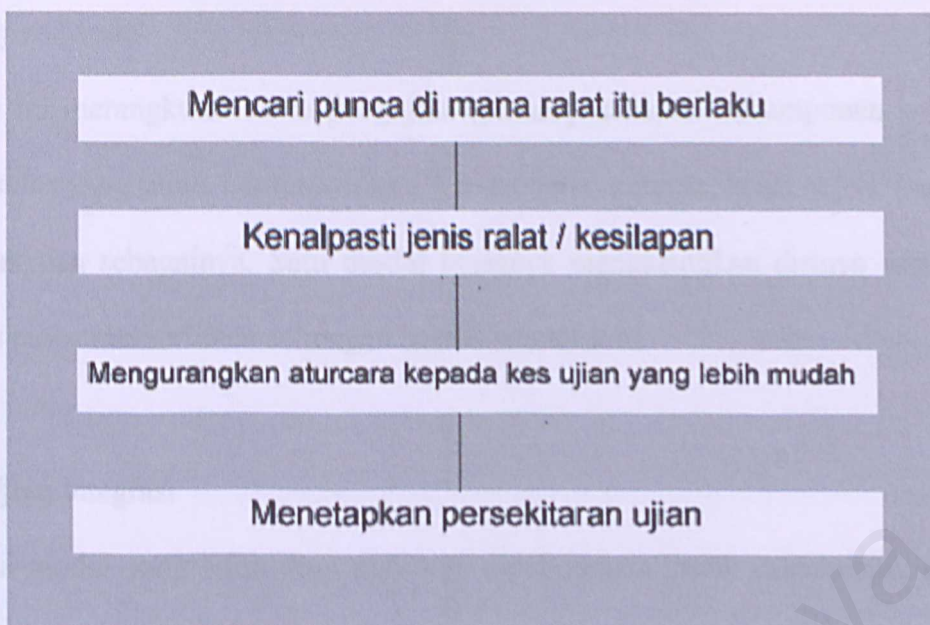 Mencari punca di mana ralat itu berlaku
Kenalpasti jenis ralat / kesilapan
Mengurangkan aturcara kepada kes ujian yang lebih mudah
Menetapkan persekitaran ujian